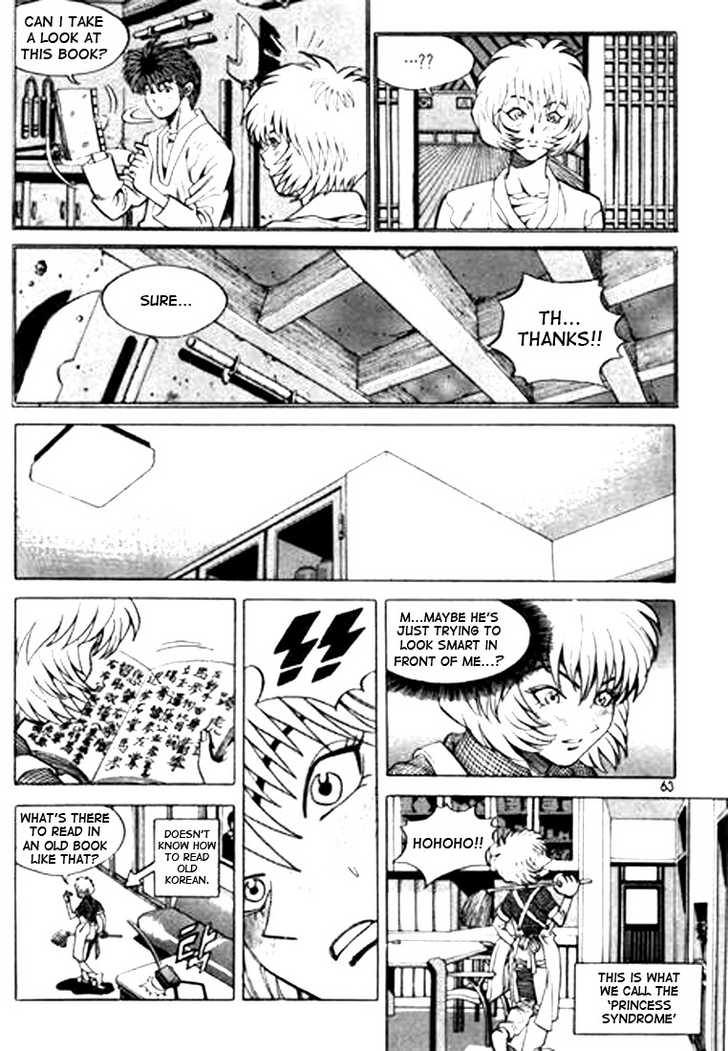 CAN I TAKE
A LOOK AT
THIS BOOK?
...??
SURE...
TH...
THANKS!!
M...MAYBE HE'S
JUST TRYING TO
LOOK SMART IN
FRONT OF ME...?
63
WHAT'S THERE
TO READ IN
AN OLD BOOK
LIKE THAT?
DOESN'T
KNOW HOW
TO READ
OLD
KOREAN.
HOHOHO!!
THIS IS WHAT
WE CALL THE
'PRINCESS
SYNDROME'